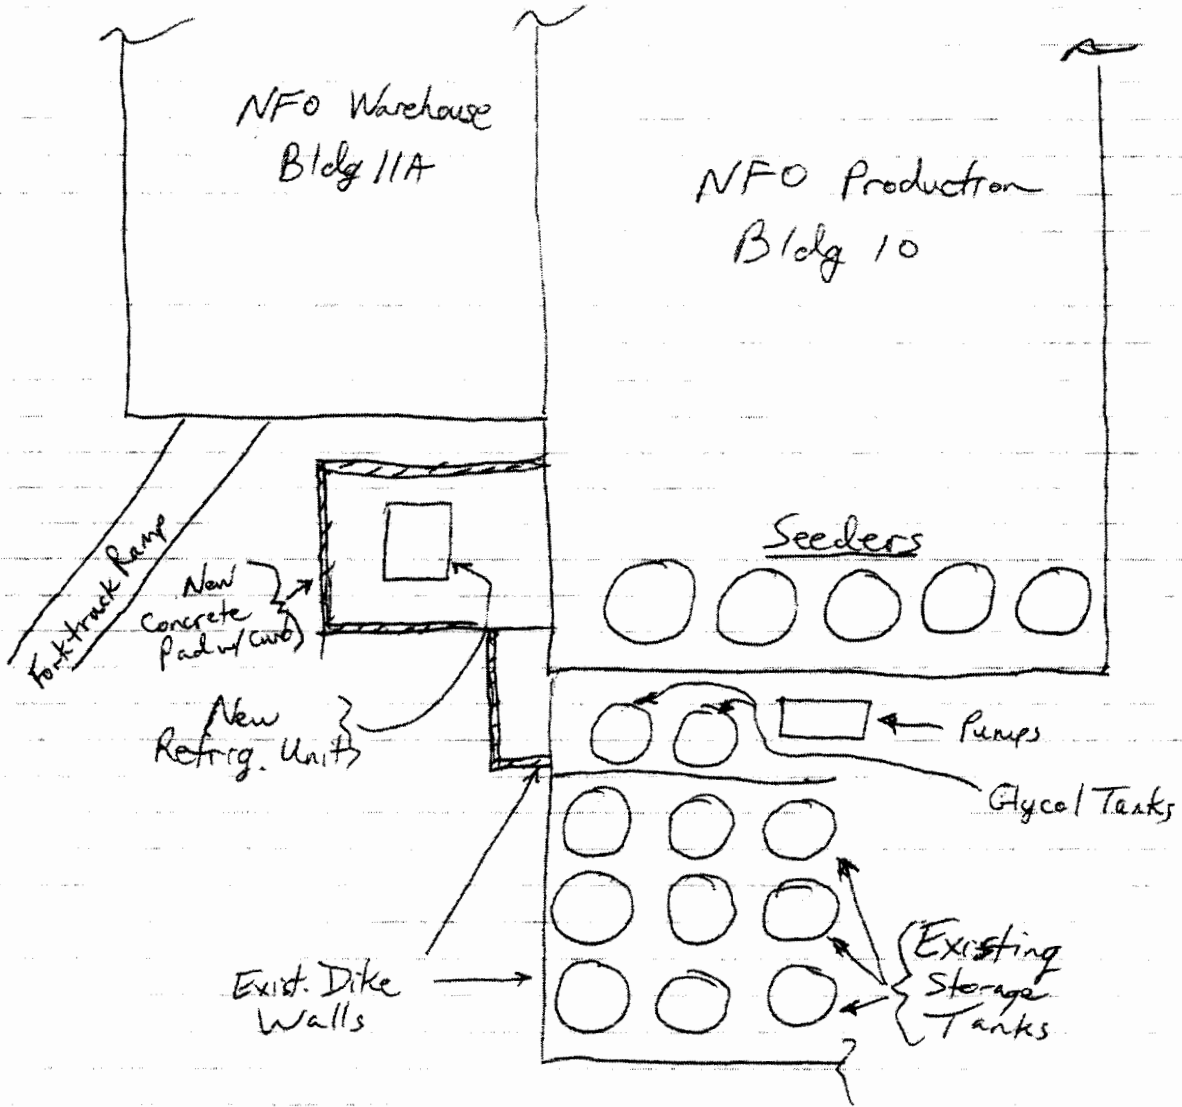 NFO Warehouse
Bldg 11A
NFO Production
Bldg 10
Seeders
Forktruck Ramp
New
Concrete
Pad w/ Curb
New
Refrig. Unit
Pumps
Glycol Tanks
Existing
Storage
Tanks
Exist. Dike
Walls